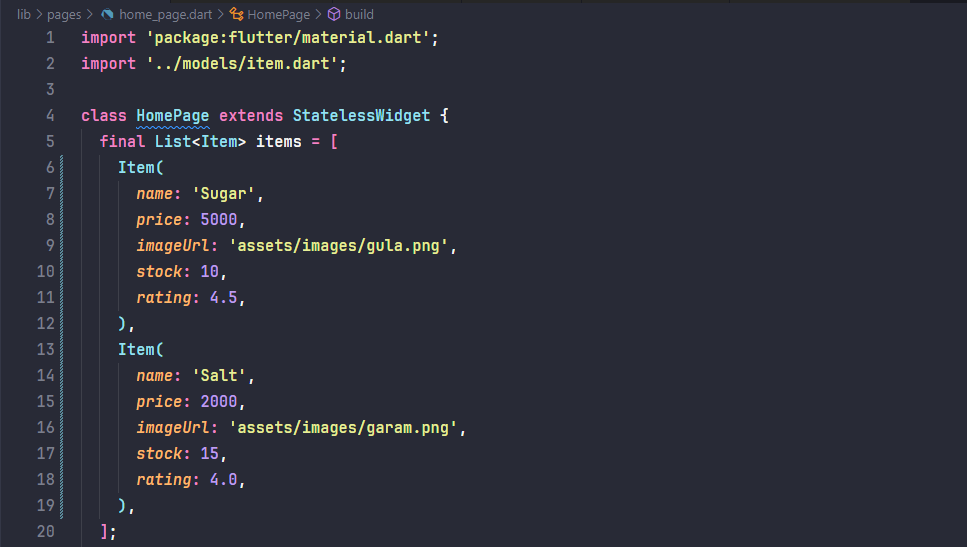 lib > pages > home_page.dart > HomePage > build
1 import 'package:flutter/material.dart';
2 import '../models/item.dart';
3
4 class HomePage extends StatelessWidget {
5   final List<Item> items = [
6     Item(
7       name: 'Sugar',
8       price: 5000,
9       imageUrl: 'assets/images/gula.png',
10       stock: 10,
11       rating: 4.5,
12     ),
13     Item(
14       name: 'Salt',
15       price: 2000,
16       imageUrl: 'assets/images/garam.png',
17       stock: 15,
18       rating: 4.0,
19     ),
20   ];